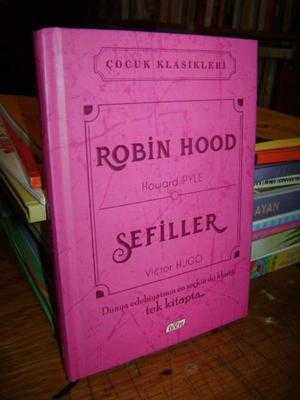 ÇOCUK KLASİKLERİ
ROBİN HOOD
Howard PYLE
SEFİLLER
Victor HUGO
Dünya edebiyatının en seçkin iki klasiği
tek kitapta...
AYAN